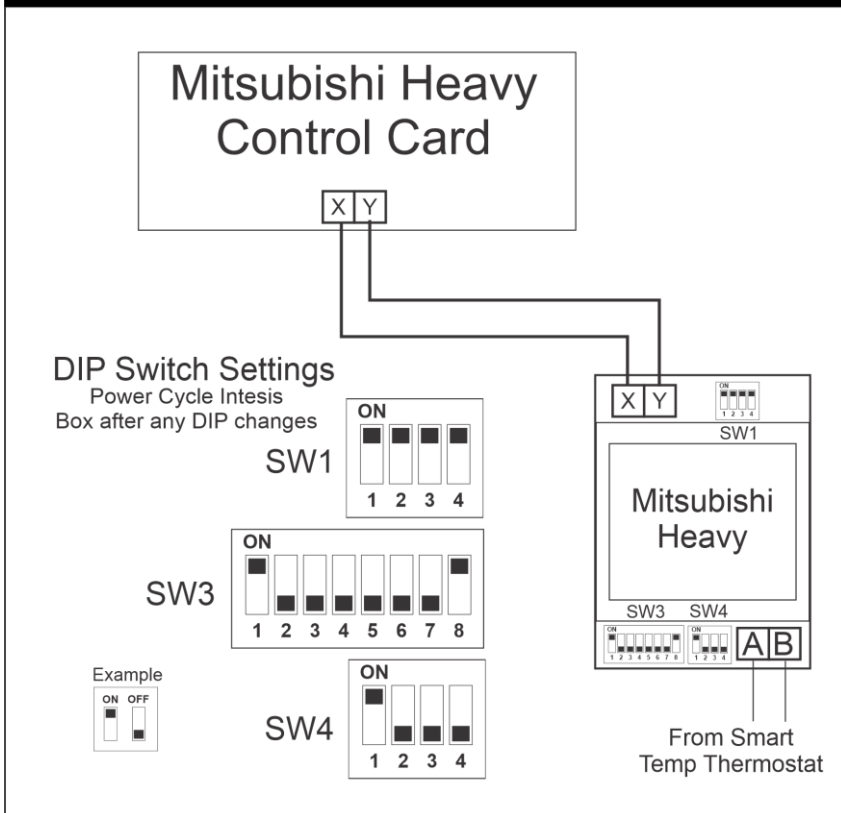 Mitsubishi Heavy
Control Card
X Y
DIP Switch Settings
Power Cycle Intesis
Box after any DIP changes
ON
SW1
1 2 3 4
ON
SW3
1 2 3 4 5 6 7 8
Example
ON OFF
ON
SW4
1 2 3 4
X Y
ON
1 2 3 4
SW1
Mitsubishi
Heavy
SW3 SW4
ON
1 2 3 4 5 6 7 8
ON
1 2 3 4
A B
From Smart
Temp Thermostat